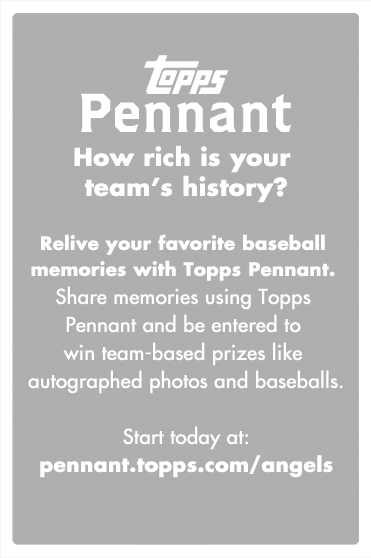 Topps
Pennant
How rich is your
team's history?
Relive your favorite baseball
memories with Topps Pennant.
Share memories using Topps
Pennant and be entered to
win team-based prizes like
autographed photos and baseballs.
Start today at:
pennant.topps.com/angels